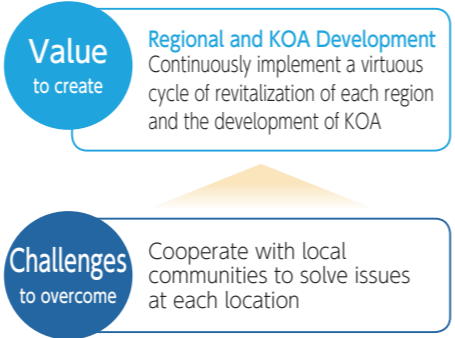 Value
to create
Regional and KOA Development
Continuously implement a virtuous
cycle of revitalization of each region
and the development of KOA
Challenges
to overcome
Cooperate with local
communities to solve issues
at each location